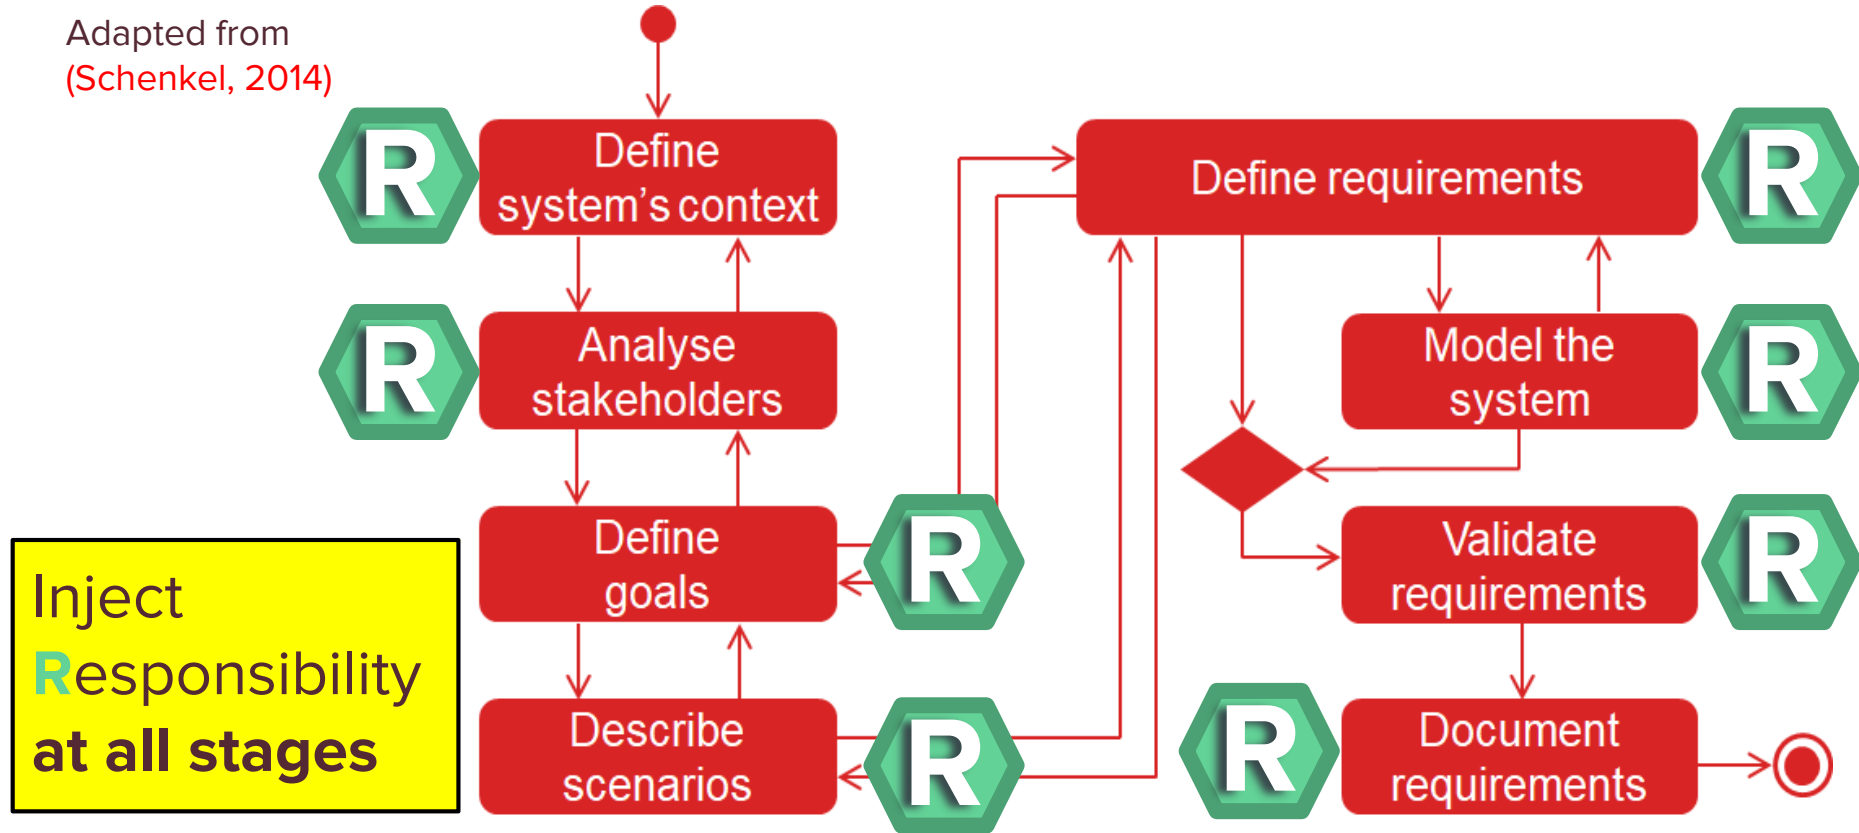 Adapted from
(Schenkel, 2014)
R
Define
system's context
R
Analyse
stakeholders
Define
goals
R
Describe
scenarios
R
Inject
Responsibility
at all stages
Define requirements
R
Model the
system
R
Validate
requirements
R
R
Document
requirements